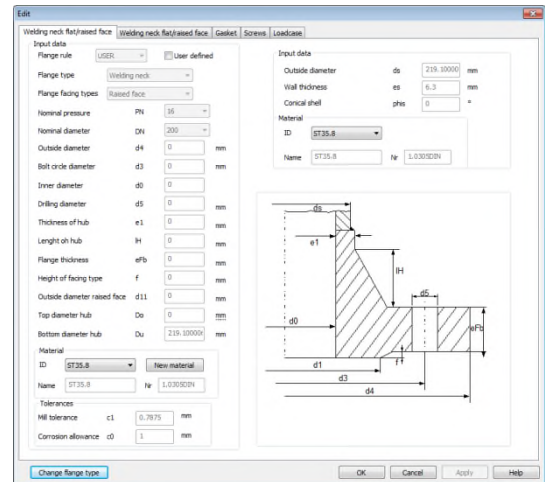 Edit
Welding neck flat/raised face Welding neck flat/raised face Gasket Screws Loadcase
Input data
Flange rule USER User defined
Flange type Welding neck
Flange facing types Raised face
Nominal pressure PN 16
Nominal diameter DN 200
Outside diameter d4 0 mm
Bolt circle diameter d3 0 mm
Inner diameter d0 0
Drilling diameter d5 0 mm
Thickness of hub e1 0 mm
Lenght oh hub lH 0 mm
Flange thickness eFb 0 mm
Height of facing type f 0 mm
Outside diameter raised face d11 0 mm
Top diameter hub Do 0 mm
Bottom diameter hub Du 219.10000 mm
Material
ID ST35.8 New material
Name ST35.8 Nr 1.0305DIN
Tolerances
Mill tolerance c1 0.7875 mm
Corrosion allowance c0 1 mm
Input data
Outside diameter ds 219.10000 mm
Wall thickness es 6.3 mm
Conical shell phis 0 °
Material
ID ST35.8
Name ST35.8 Nr 1.0305DIN
ds
e1
lH
d5
d0
eFb
d1
f
d3
d4
Change flange type OK Cancel Apply Help